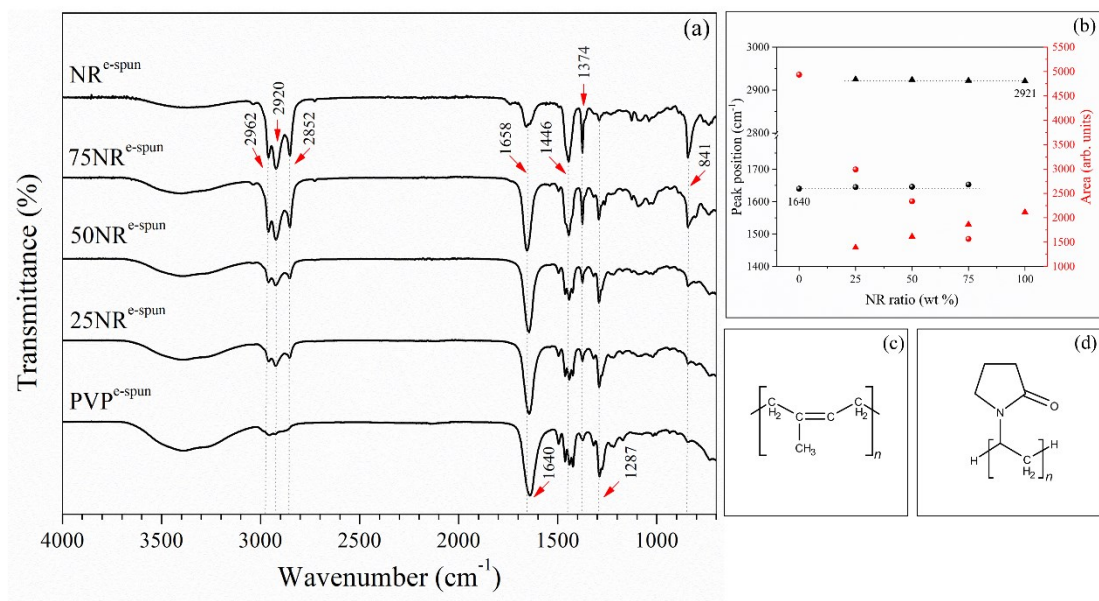 (a)
NR^e-spun
75NR^e-spun
50NR^e-spun
25NR^e-spun
PVP^e-spun
2962
2920
2852
1658
1446
1374
841
1640
1287
Transmittance (%)
4000 3500 3000 2500 2000 1500 1000
Wavenumber (cm⁻¹)
(b)
3000
2900
2800
1700
1600
1500
1400
Peak position (cm⁻¹)
2921
1640
5500
5000
4500
4000
3500
3000
2500
2000
1500
1000
Area (arb. units)
0 25 50 75 100
NR ratio (wt %)
(c)
C
H₂
C
H₂
CH₃
n
(d)
O
N
H
C
H₂
H
n